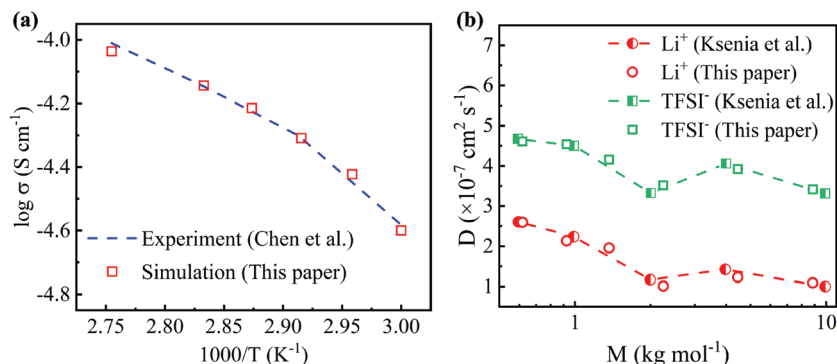 (a)
log σ (S cm⁻¹)
-4.0
-4.2
-4.4
-4.6
-4.8
Experiment (Chen et al.)
Simulation (This paper)
2.75 2.80 2.85 2.90 2.95 3.00
1000/T (K⁻¹)
(b)
D (×10⁻⁷ cm² s⁻¹)
7
6
5
4
3
2
1
Li⁺ (Ksenia et al.)
Li⁺ (This paper)
TFSI⁻ (Ksenia et al.)
TFSI⁻ (This paper)
1 10
M (kg mol⁻¹)